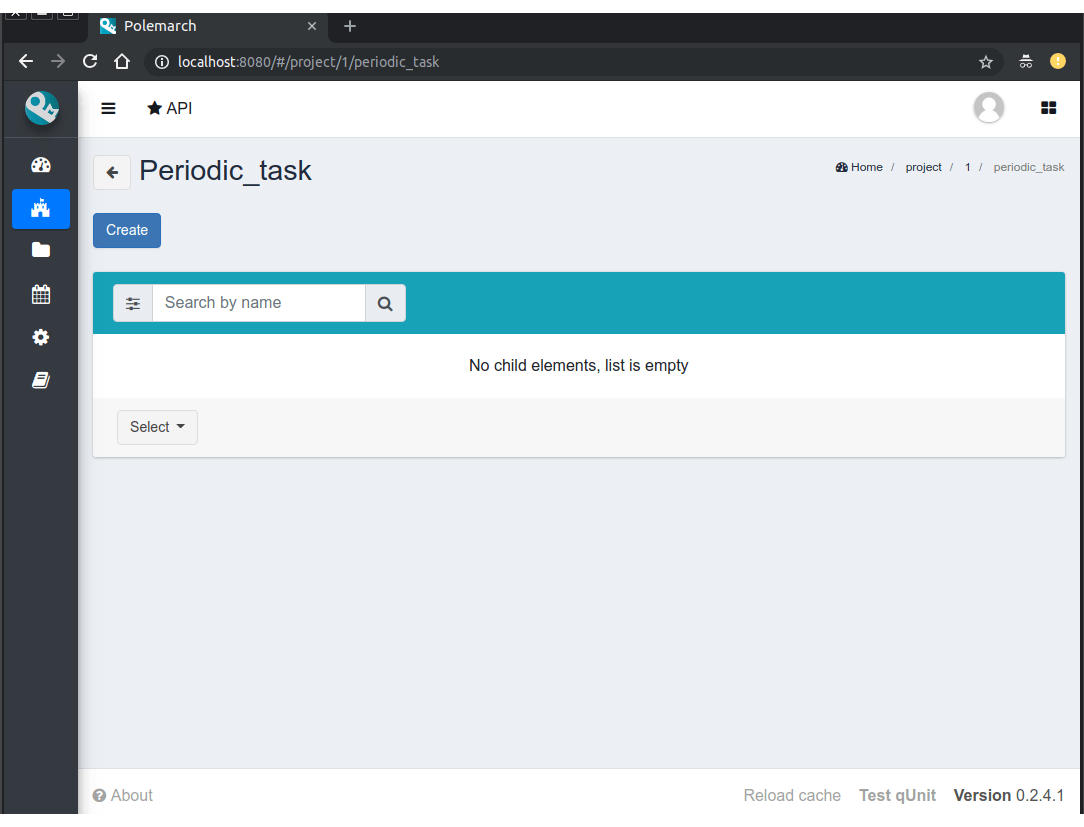 Polemarch
localhost:8080/#/project/1/periodic_task
API
Periodic_task
Home / project / 1 / periodic_task
Create
Search by name
No child elements, list is empty
Select
About
Reload cache Test qUnit Version 0.2.4.1